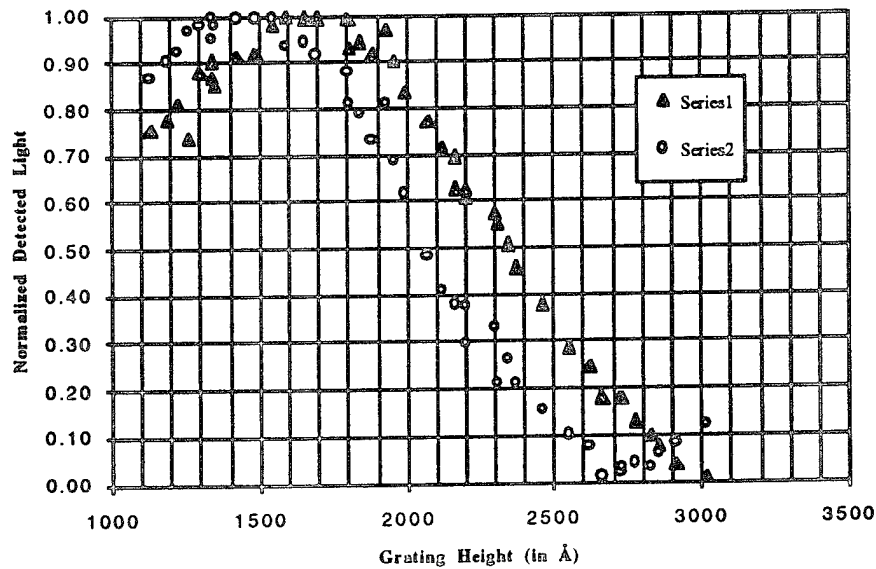 1.00
0.90
0.80
0.70
0.60
0.50
0.40
0.30
0.20
0.10
0.00
Normalized Detected Light
Series1
Series2
1000 1500 2000 2500 3000 3500
Grating Height (in Å)